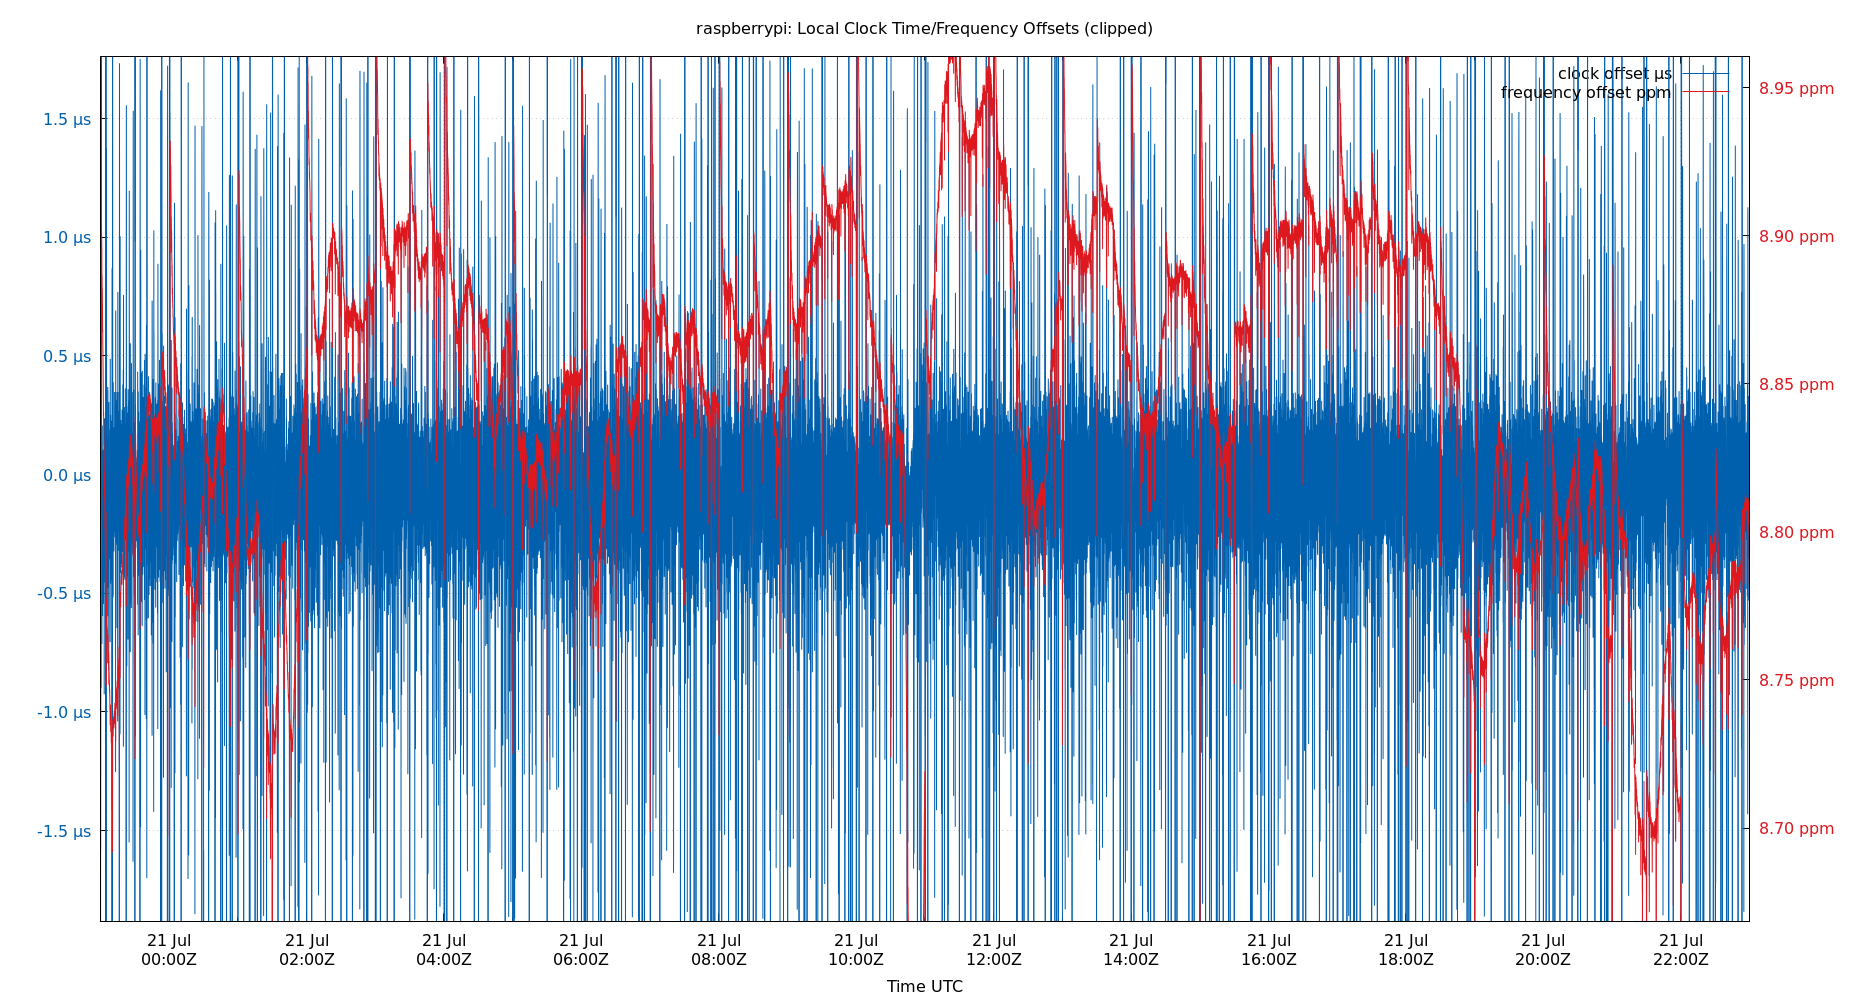 raspberrypi: Local Clock Time/Frequency Offsets (clipped)
clock offset µs
frequency offset ppm
1.5 µs
1.0 µs
0.5 µs
0.0 µs
-0.5 µs
-1.0 µs
-1.5 µs
8.95 ppm
8.90 ppm
8.85 ppm
8.80 ppm
8.75 ppm
8.70 ppm
21 Jul
00:00Z
21 Jul
02:00Z
21 Jul
04:00Z
21 Jul
06:00Z
21 Jul
08:00Z
21 Jul
10:00Z
21 Jul
12:00Z
21 Jul
14:00Z
21 Jul
16:00Z
21 Jul
18:00Z
21 Jul
20:00Z
21 Jul
22:00Z
Time UTC